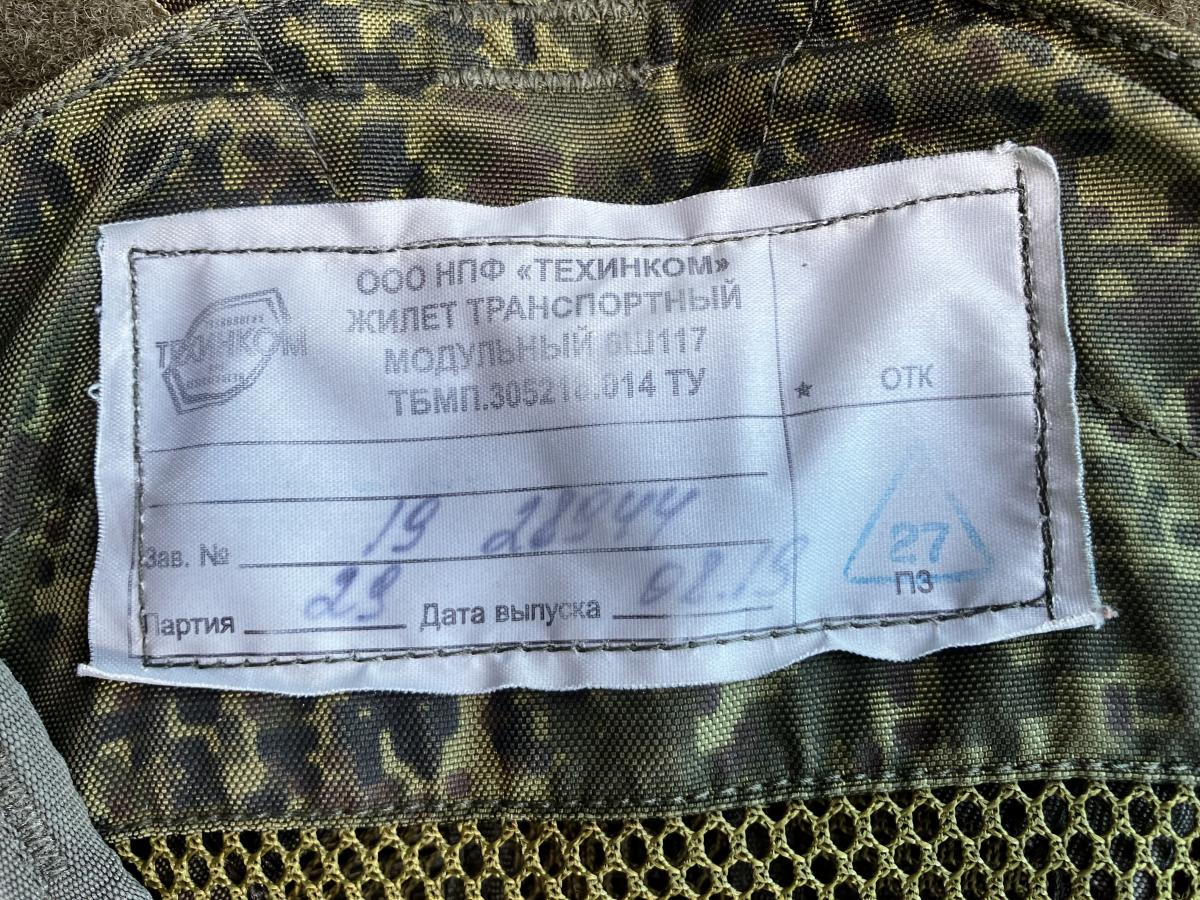 ООО НПФ «ТЕХИНКОМ»
ЖИЛЕТ ТРАНСПОРТНЫЙ
МОДУЛЬНЫЙ 6Ш117
ТБМП.305218.014 ТУ
ТЕХИНКОМ
ОТК
Зав. № 19 28944
Партия 29 Дата выпуска 02.19
27
ПЗ